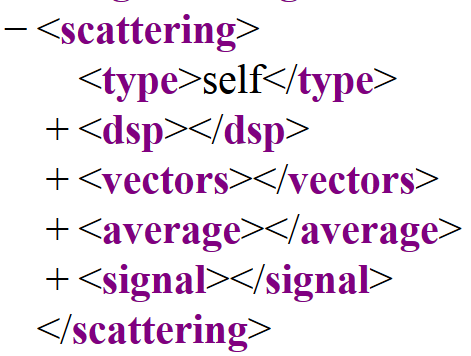 − <scattering>
<type>self</type>
+ <dsp></dsp>
+ <vectors></vectors>
+ <average></average>
+ <signal></signal>
</scattering>